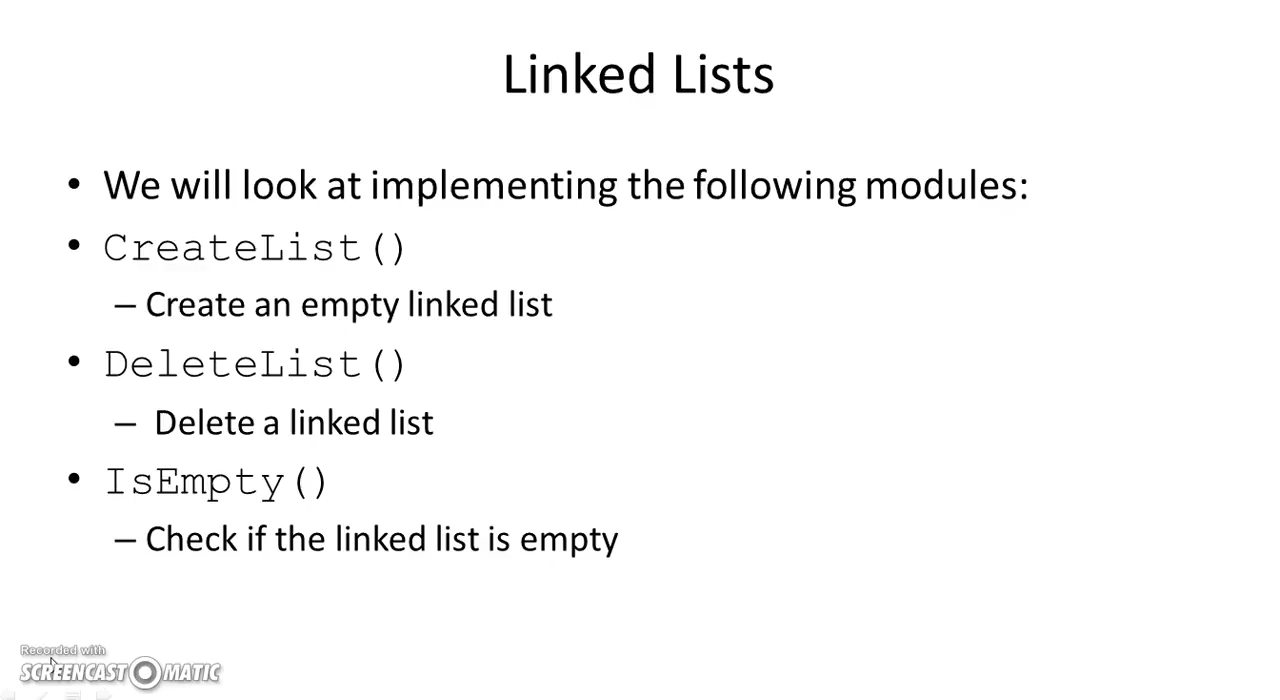 Linked Lists
• We will look at implementing the following modules:
• CreateList()
– Create an empty linked list
• DeleteList()
– Delete a linked list
• IsEmpty()
– Check if the linked list is empty
Recorded with
SCREENCAST MATIC